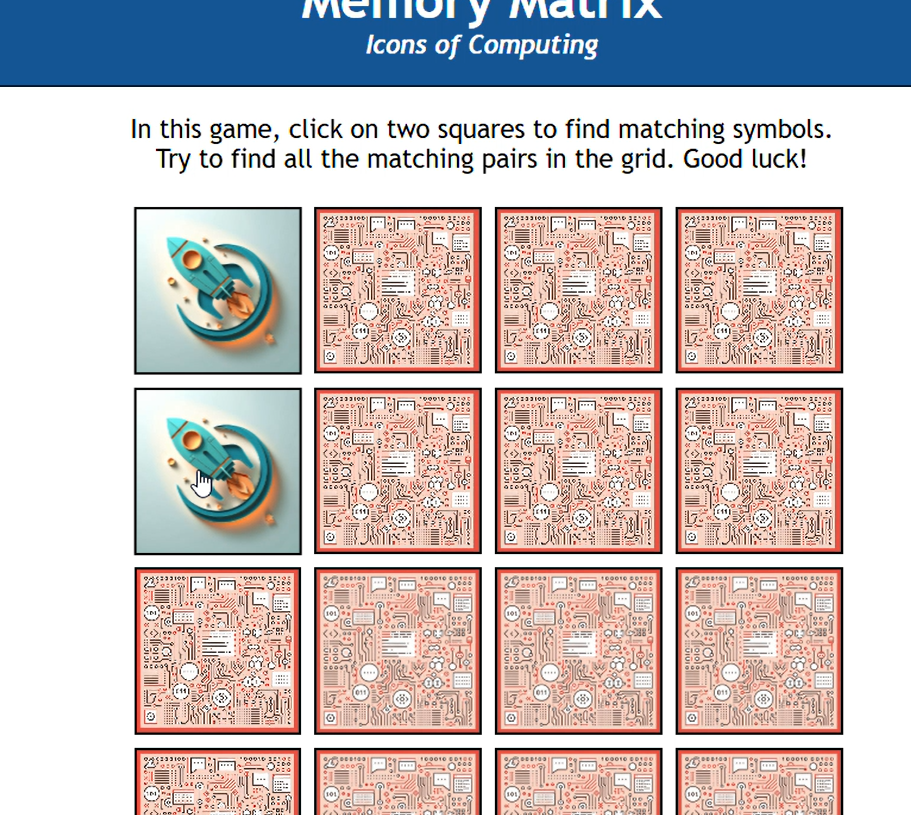 Memory Matrix
Icons of Computing
In this game, click on two squares to find matching symbols.
Try to find all the matching pairs in the grid. Good luck!